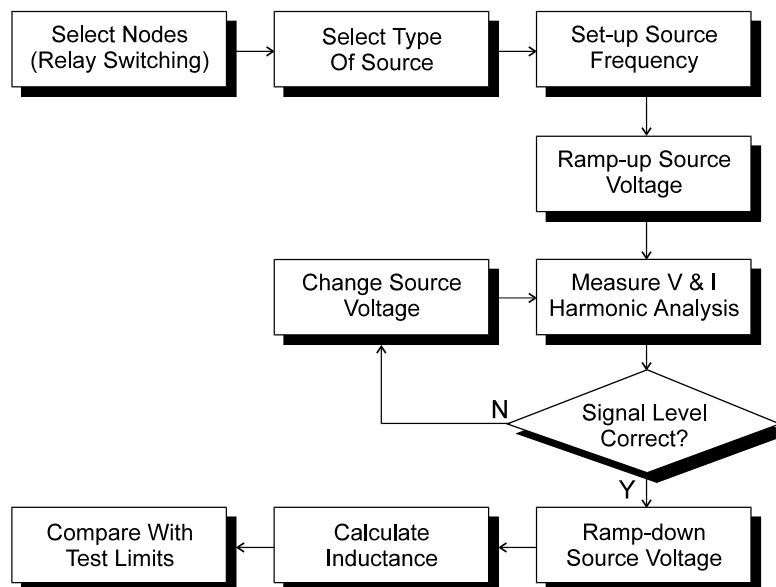 Select Nodes
(Relay Switching)
Select Type
Of Source
Set-up Source
Frequency
Ramp-up Source
Voltage
Change Source
Voltage
Measure V & I
Harmonic Analysis
N
Signal Level
Correct?
Y
Compare With
Test Limits
Calculate
Inductance
Ramp-down
Source Voltage